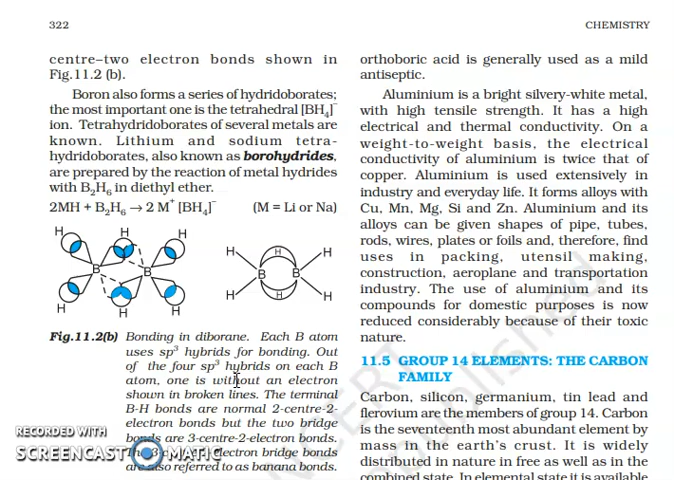 322
CHEMISTRY
centre–two electron bonds shown in
Fig.11.2 (b).
Boron also forms a series of hydridoborates;
the most important one is the tetrahedral [BH₄]⁻
ion. Tetrahydridoborates of several metals are
known. Lithium and sodium tetra-
hydridoborates, also known as borohydrides,
are prepared by the reaction of metal hydrides
with B₂H₆ in diethyl ether.
2MH + B₂H₆ → 2 M⁺ [BH₄]⁻ (M = Li or Na)
H H H
B B
H H H
H H H
B B
H H H
Fig.11.2(b) Bonding in diborane. Each B atom
uses sp³ hybrids for bonding. Out
of the four sp³ hybrids on each B
atom, one is without an electron
shown in broken lines. The terminal
B-H bonds are normal 2-centre-2-
electron bonds but the two bridge
bonds are 3-centre-2-electron bonds.
electron bridge bonds
are also referred to as banana bonds.
RECORDED WITH
SCREENCAST MATIC
orthoboric acid is generally used as a mild
antiseptic.
Aluminium is a bright silvery-white metal,
with high tensile strength. It has a high
electrical and thermal conductivity. On a
weight-to-weight basis, the electrical
conductivity of aluminium is twice that of
copper. Aluminium is used extensively in
industry and everyday life. It forms alloys with
Cu, Mn, Mg, Si and Zn. Aluminium and its
alloys can be given shapes of pipe, tubes,
rods, wires, plates or foils and, therefore, find
uses in packing, utensil making,
construction, aeroplane and transportation
industry. The use of aluminium and its
compounds for domestic purposes is now
reduced considerably because of their toxic
nature.
11.5 GROUP 14 ELEMENTS: THE CARBON
FAMILY
Carbon, silicon, germanium, tin lead and
flerovium are the members of group 14. Carbon
is the seventeenth most abundant element by
mass in the earth's crust. It is widely
distributed in nature in free as well as in the
combined state. In elemental state it is available